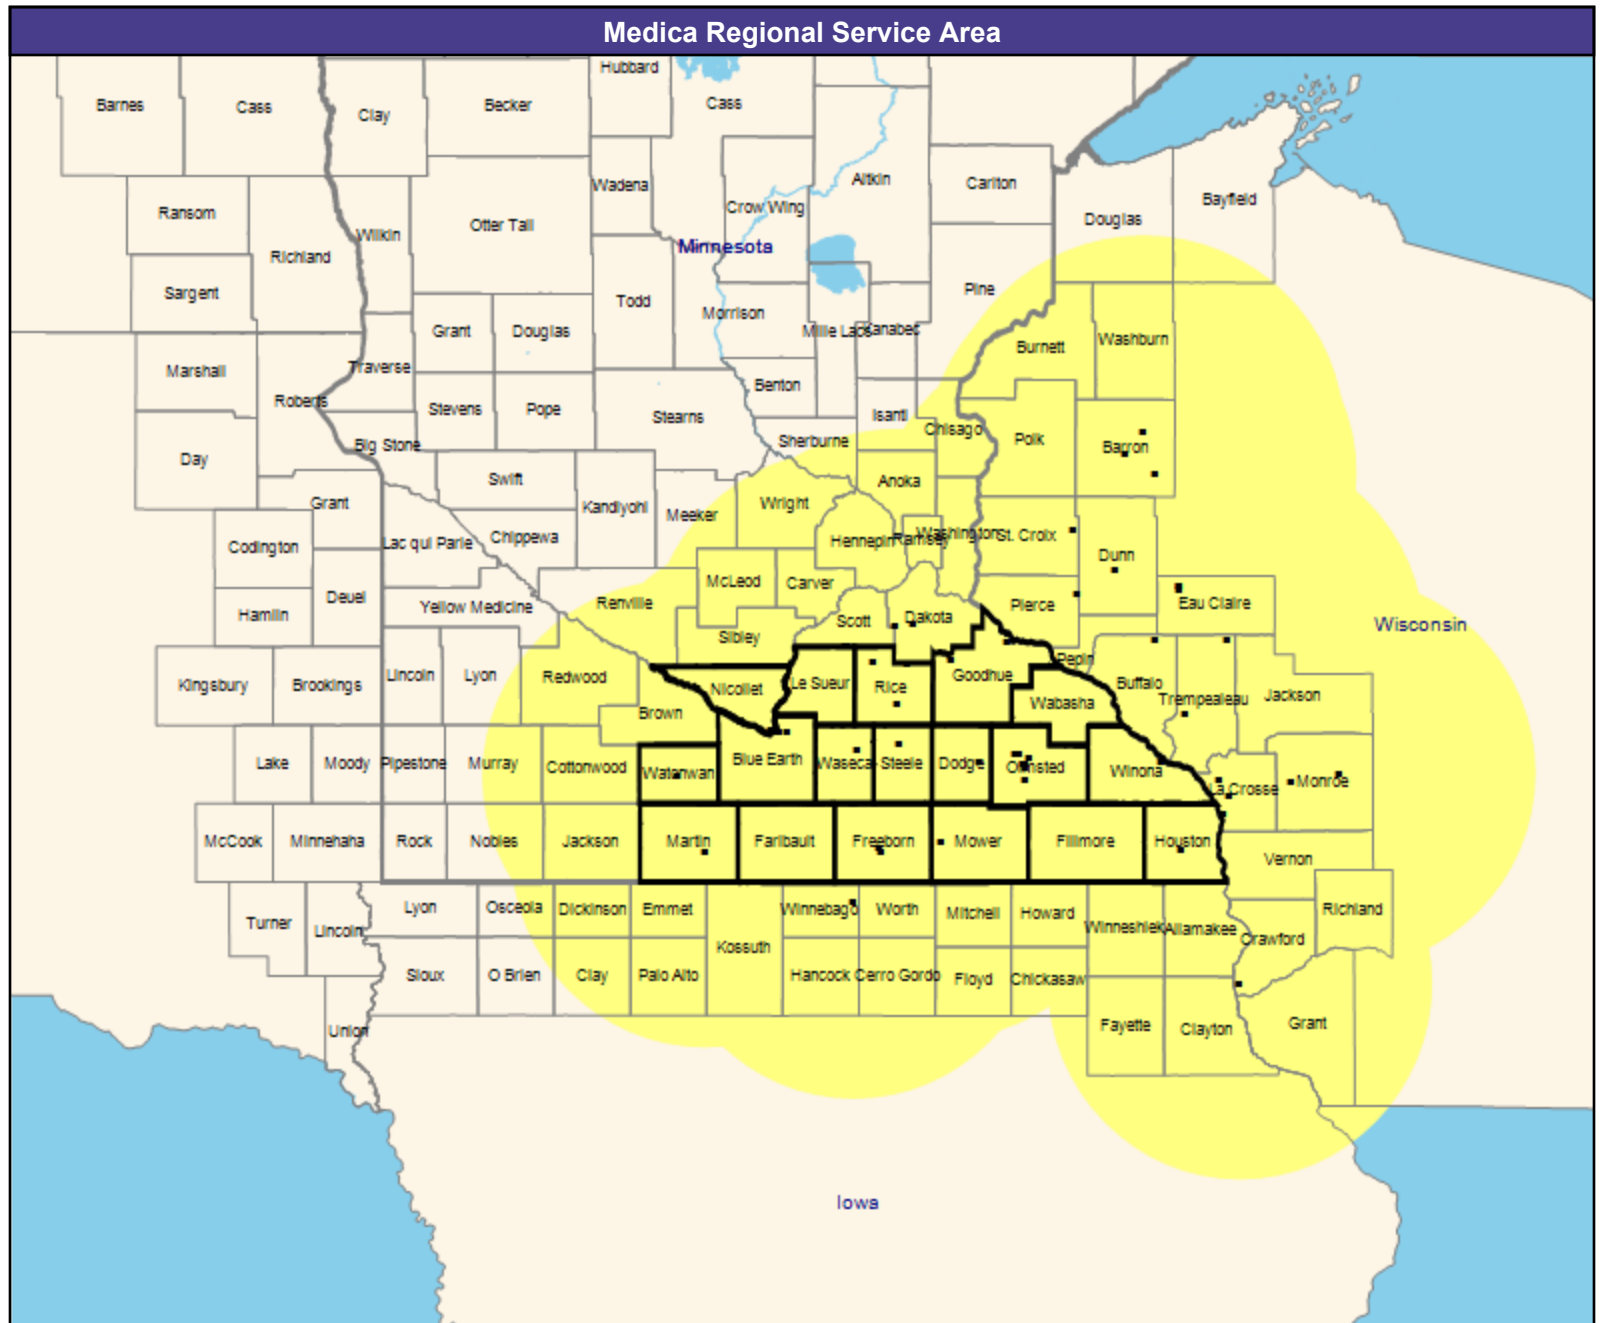 Medica Regional Service Area
Hubbard
Barnes
Cass
Clay
Becker
Cass
Wadena
Aitkin
Carlton
Bayfield
Ransom
Crow Wing
Douglas
Otter Tail
Wilkin
Minnesota
Richland
Sargent
Pine
Todd
Morrison
Grant
Douglas
Mille Lacs
Kanabec
Burnett
Washburn
Marshall
Traverse
Benton
Roberts
Stevens
Pope
Stearns
Isanti
Chisago
Polk
Barron
Big Stone
Sherburne
Day
Swift
Anoka
Grant
Kandiyohi
Meeker
Wright
Codington
Lac qui Parle
Chippewa
Hennepin
Ramsey
Washington
St. Croix
Dunn
Deuel
McLeod
Carver
Hamlin
Yellow Medicine
Renville
Scott
Dakota
Pierce
Eau Claire
Wisconsin
Sibley
Pepin
Kingsbury
Brookings
Lincoln
Lyon
Redwood
Nicollet
Le Sueur
Rice
Goodhue
Buffalo
Trempealeau
Jackson
Brown
Wabasha
Lake
Moody
Pipestone
Murray
Cottonwood
Watonwan
Blue Earth
Waseca
Steele
Dodge
Olmsted
Winona
La Crosse
Monroe
McCook
Minnehaha
Rock
Nobles
Jackson
Martin
Faribault
Freeborn
Mower
Fillmore
Houston
Vernon
Turner
Lincoln
Lyon
Osceola
Dickinson
Emmet
Kossuth
Winnebago
Worth
Mitchell
Howard
Winneshiek
Allamakee
Crawford
Richland
Sioux
O Brien
Clay
Palo Alto
Hancock
Cerro Gordo
Floyd
Chickasaw
Union
Fayette
Clayton
Grant
Iowa